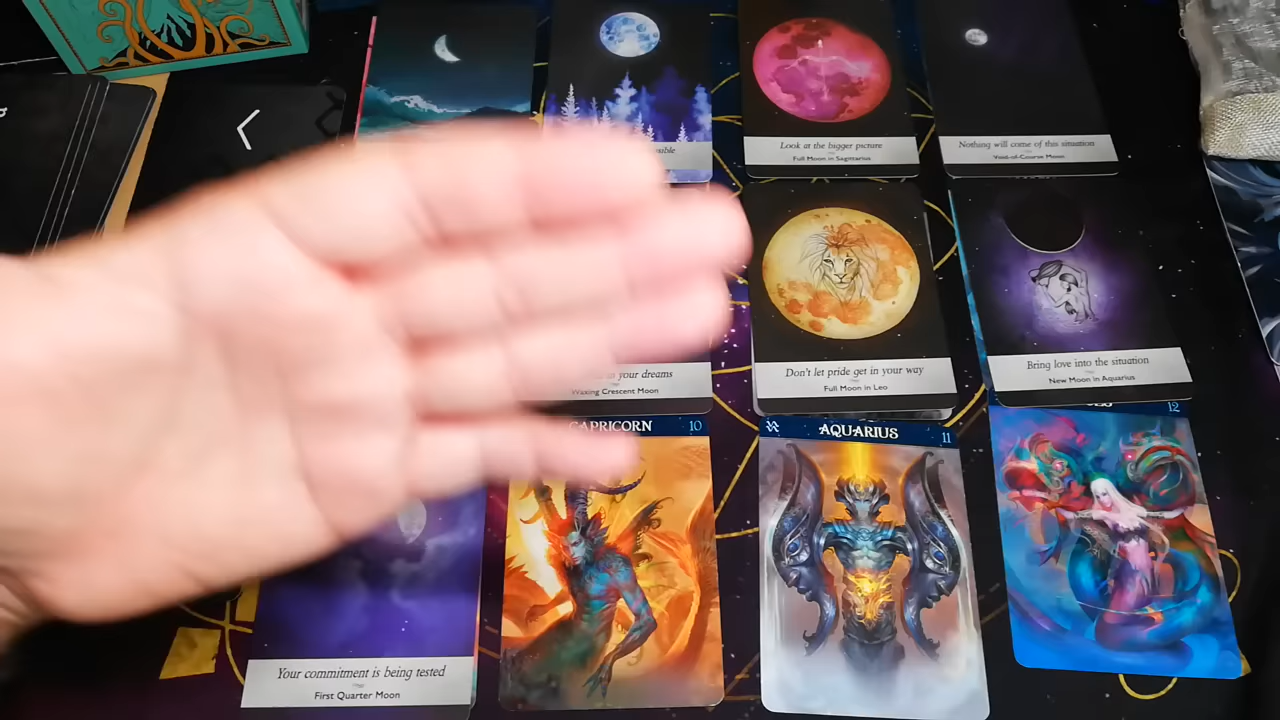 Look at the bigger picture
Full Moon in Sagittarius
Nothing will come of this situation
Void-of-Course Moon
your dreams
Waxing Crescent Moon
Don't let pride get in your way
Full Moon in Leo
Bring love into the situation
New Moon in Aquarius
CAPRICORN 10
AQUARIUS 11
12
Your commitment is being tested
First Quarter Moon